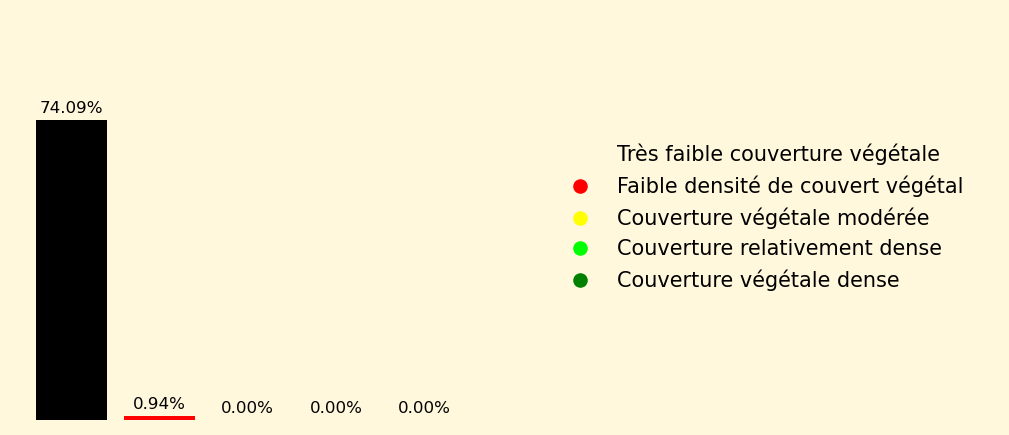 74.09%
0.94%
0.00%
0.00%
0.00%
Très faible couverture végétale
Faible densité de couvert végétal
Couverture végétale modérée
Couverture relativement dense
Couverture végétale dense